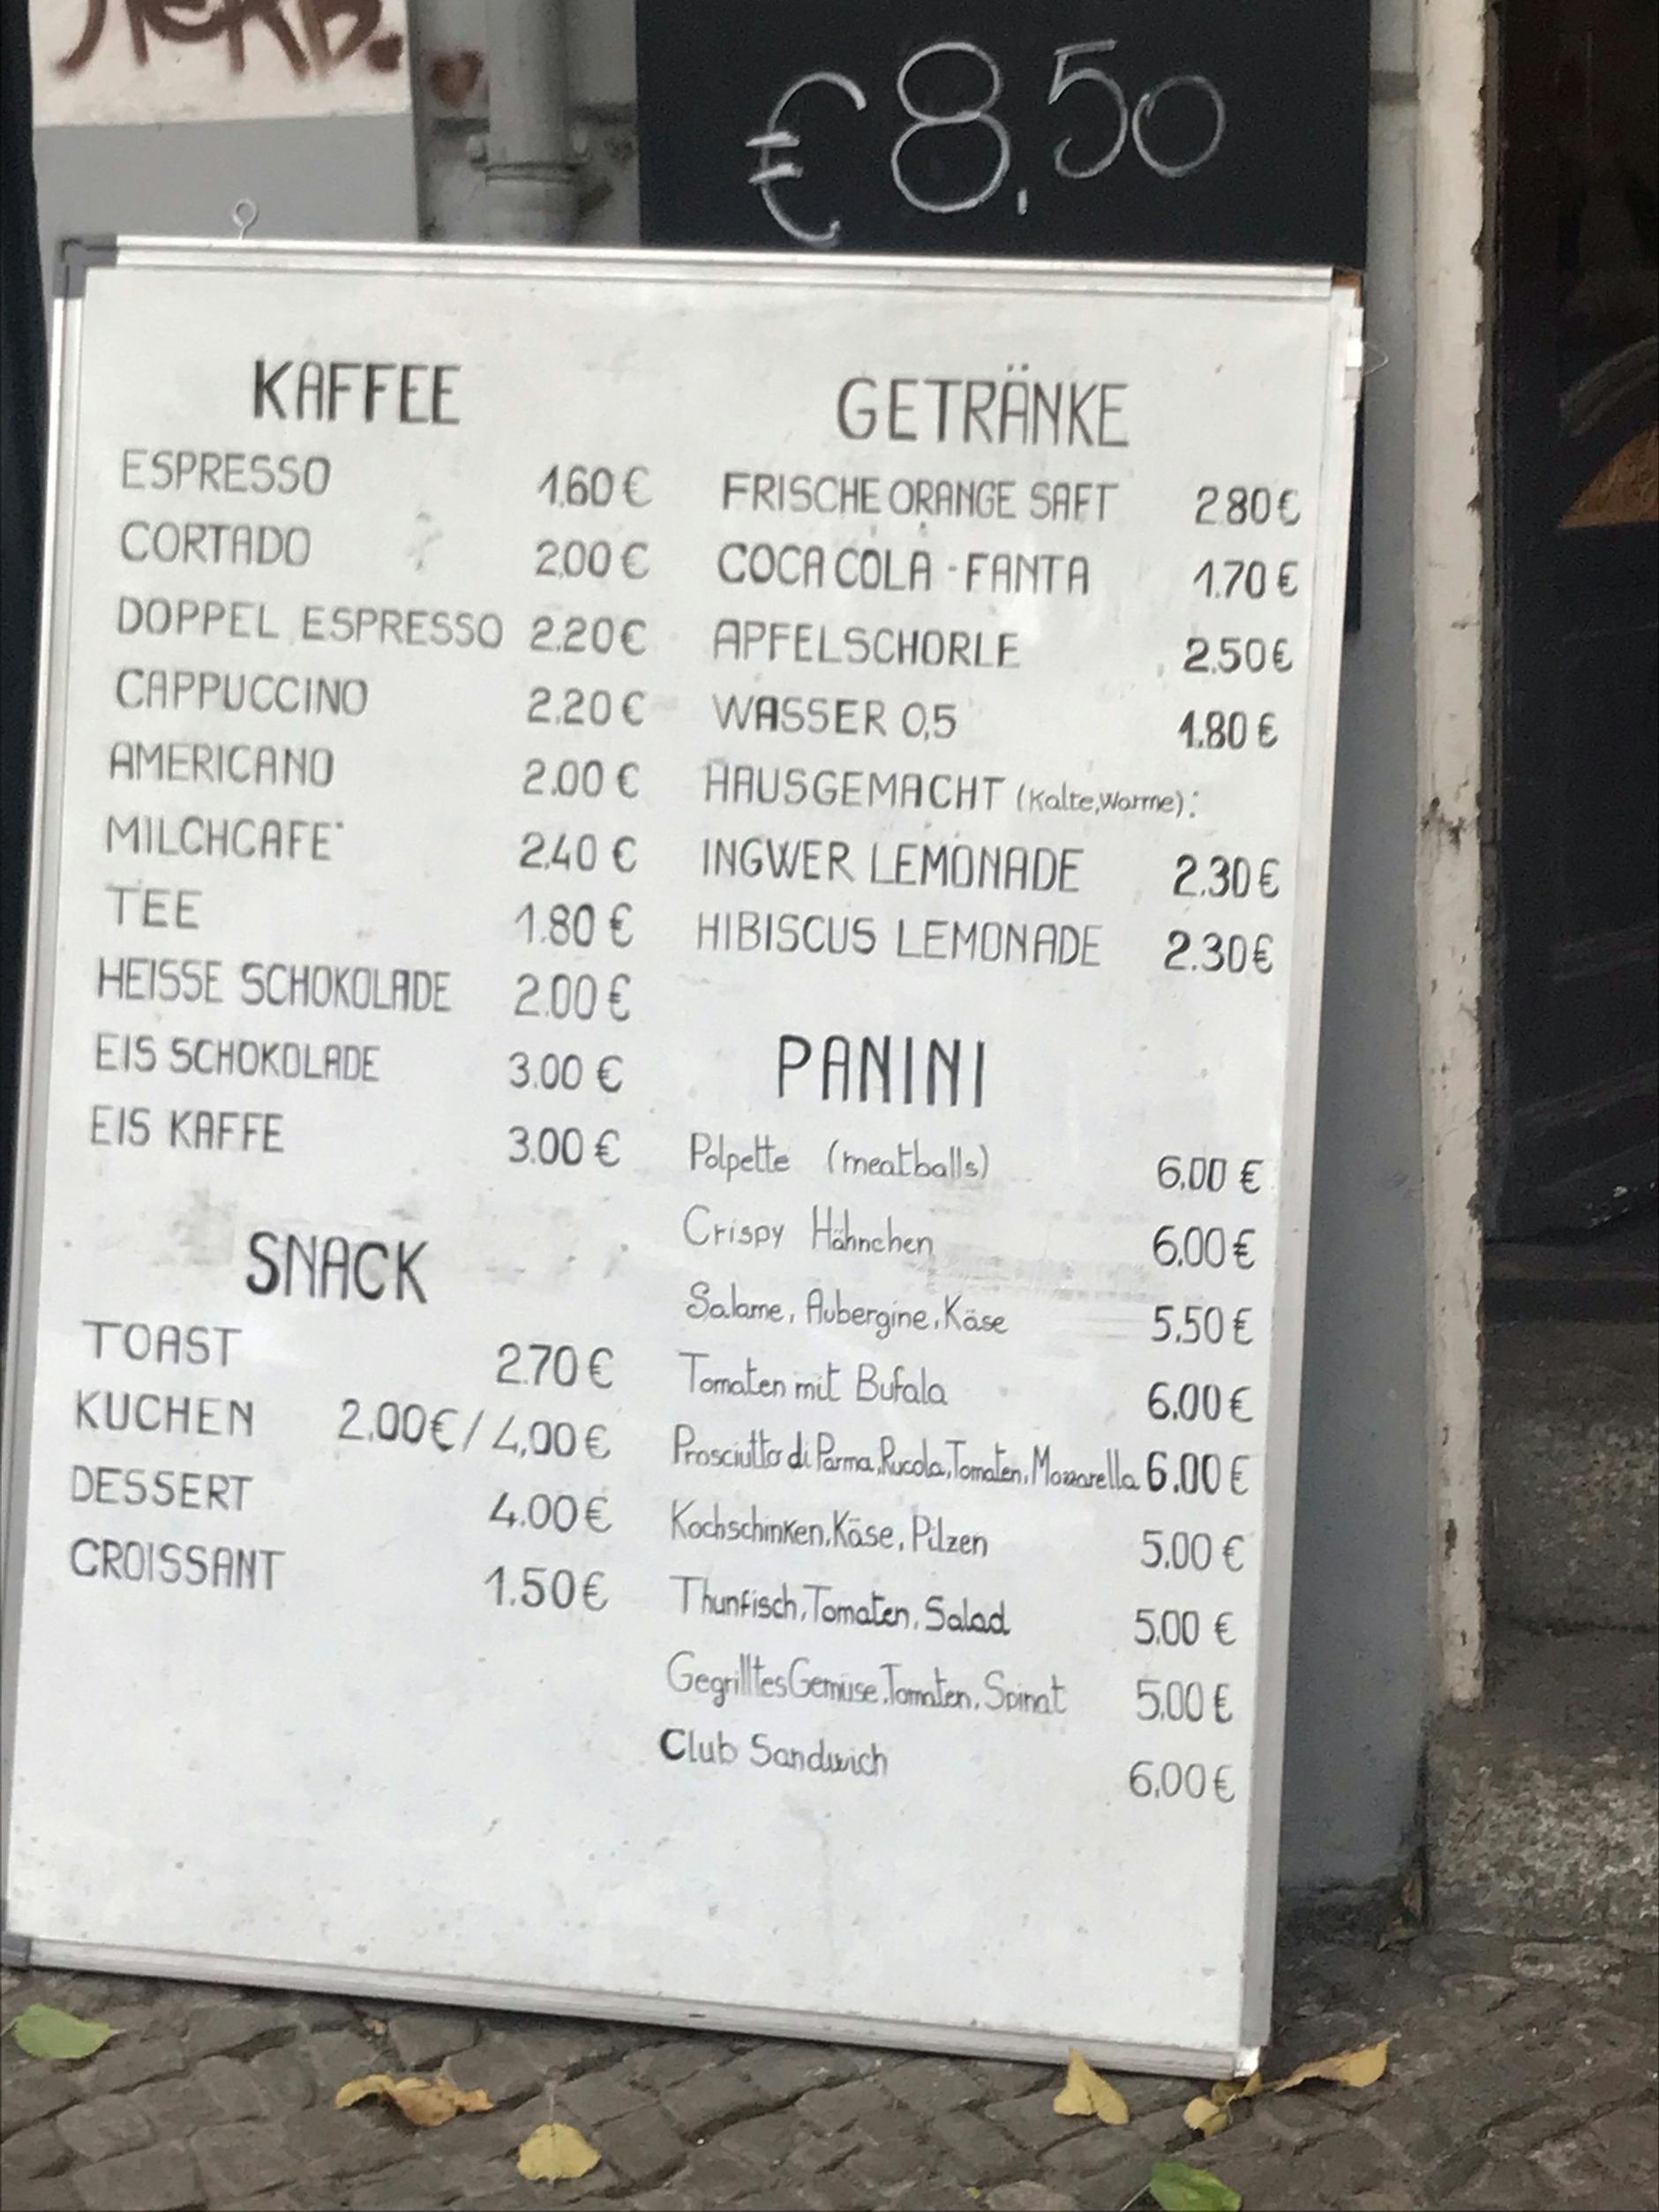 € 8,50
KAFFEE
ESPRESSO 1.60 €
CORTADO 2.00 €
DOPPEL ESPRESSO 2.20 €
CAPPUCCINO 2.20 €
AMERICANO 2.00 €
MILCHCAFE' 2.40 €
TEE 1.80 €
HEISSE SCHOKOLADE 2.00 €
EIS SCHOKOLADE 3.00 €
EIS KAFFE 3.00 €
SNACK
TOAST 2.70 €
KUCHEN 2.00€/4,00€
DESSERT 4.00€
CROISSANT 1.50€
GETRÄNKE
FRISCHE ORANGE SAFT 2.80€
COCA COLA - FANTA 1.70 €
APFELSCHORLE 2.50€
WASSER 0,5 1.80 €
HAUSGEMACHT (Kalte,Warme):
INGWER LEMONADE 2.30€
HIBISCUS LEMONADE 2.30€
PANINI
Polpette (meatballs) 6.00 €
Crispy Hähnchen 6.00 €
Salame, Aubergine, Käse 5.50 €
Tomaten mit Bufala 6.00 €
Prosciutto di Parma, Rucola, Tomaten, Mozzarella 6.00 €
Kochschinken, Käse, Pilzen 5.00 €
Thunfisch, Tomaten, Salad 5.00 €
Gegrilltes Gemüse, Tomaten, Spinat 5.00 €
Club Sandwich 6.00€